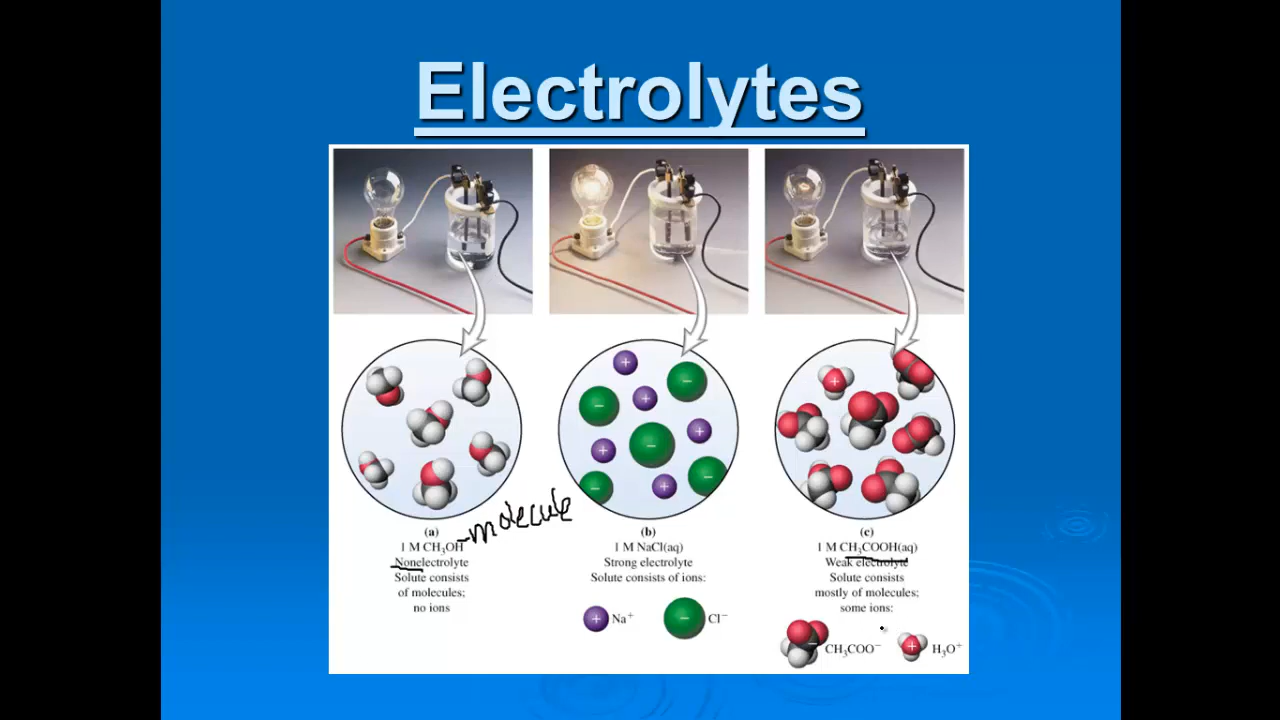 Electrolytes
(a)
1 M CH₃OH
-molecule
Nonelectrolyte
Solute consists
of molecules;
no ions
(b)
1 M NaCl(aq)
Strong electrolyte
Solute consists of ions:
+ Na⁺
− Cl⁻
(c)
1 M CH₃COOH(aq)
Weak electrolyte
Solute consists
mostly of molecules;
some ions:
− CH₃COO⁻
+ H₃O⁺